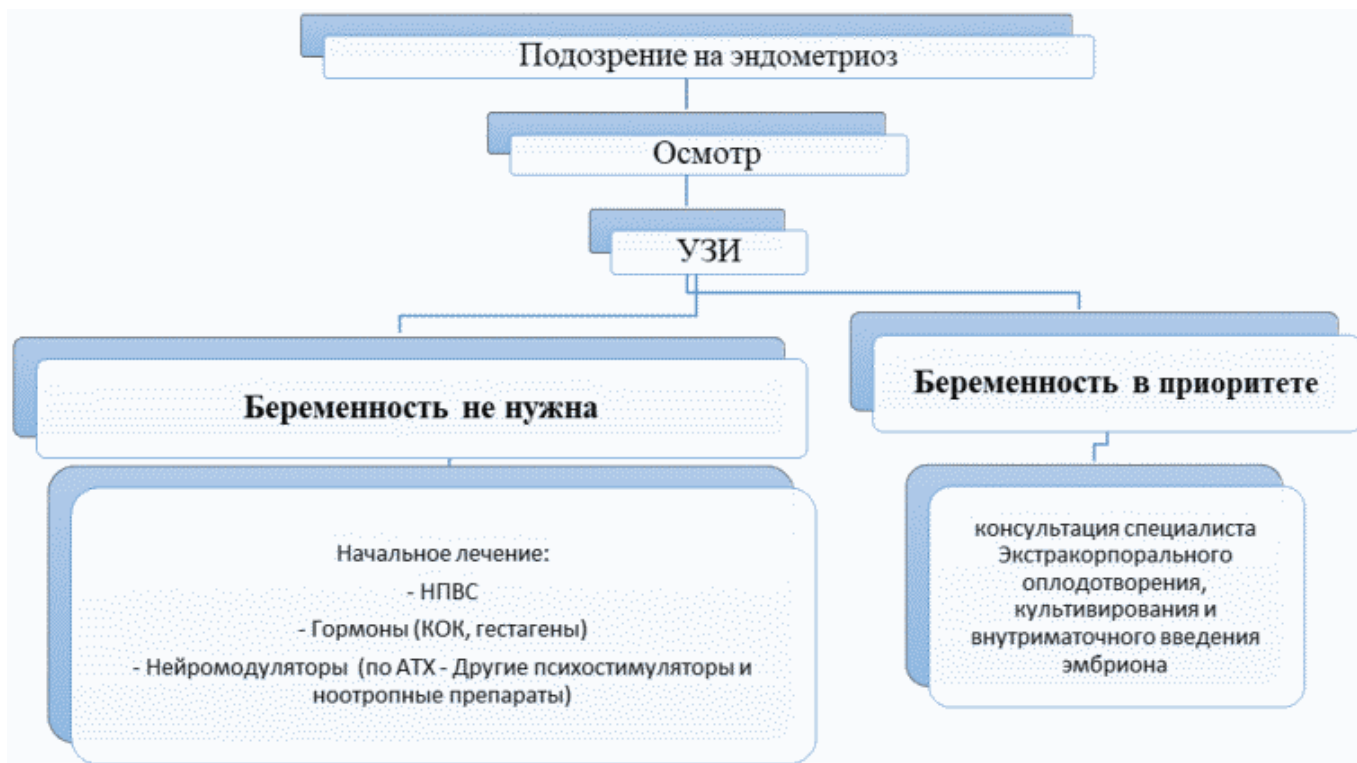 Подозрение на эндометриоз
Осмотр
УЗИ
Беременность не нужна
Беременность в приоритете
Начальное лечение:
- НПВС
- Гормоны (КОК, гестагены)
- Нейромодуляторы (по АТХ - Другие психостимуляторы и
ноотропные препараты)
консультация специалиста
Экстракорпорального
оплодотворения,
культивирования и
внутриматочного введения
эмбриона